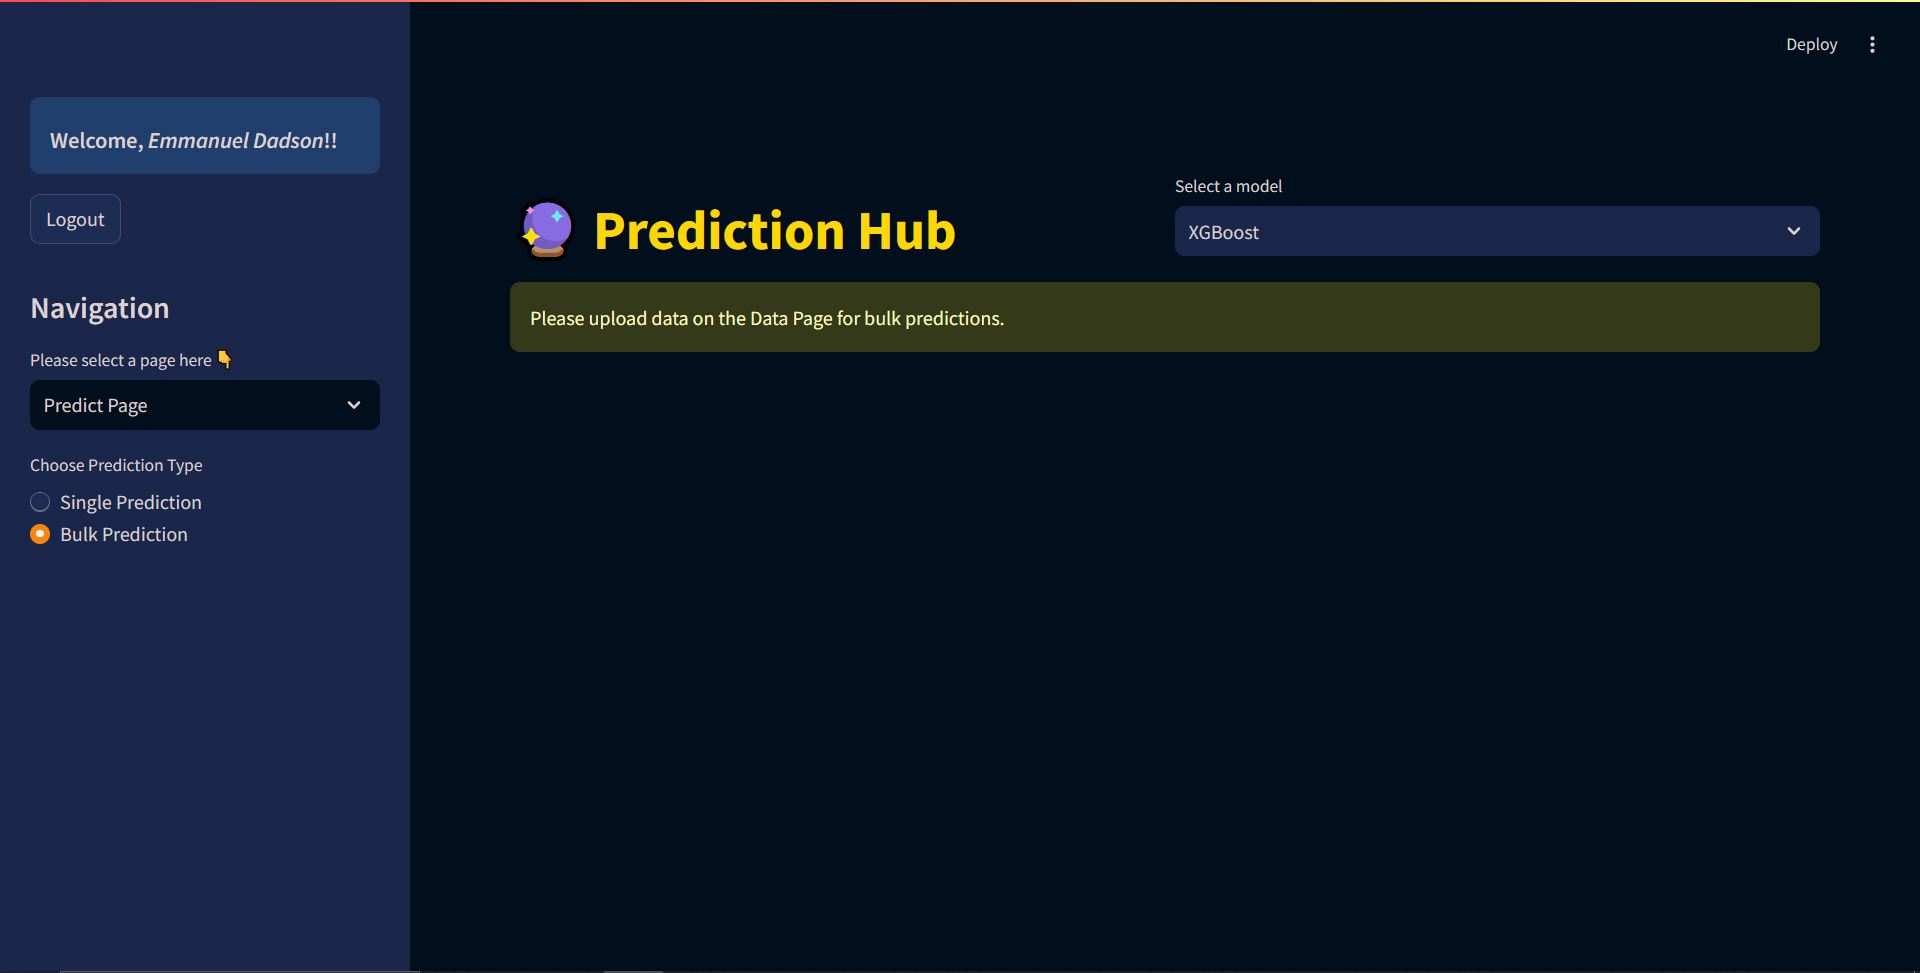 Deploy
Welcome, Emmanuel Dadson!!
Logout
Navigation
Please select a page here 👇
Predict Page
Choose Prediction Type
Single Prediction
Bulk Prediction
🔮 Prediction Hub
Select a model
XGBoost
Please upload data on the Data Page for bulk predictions.